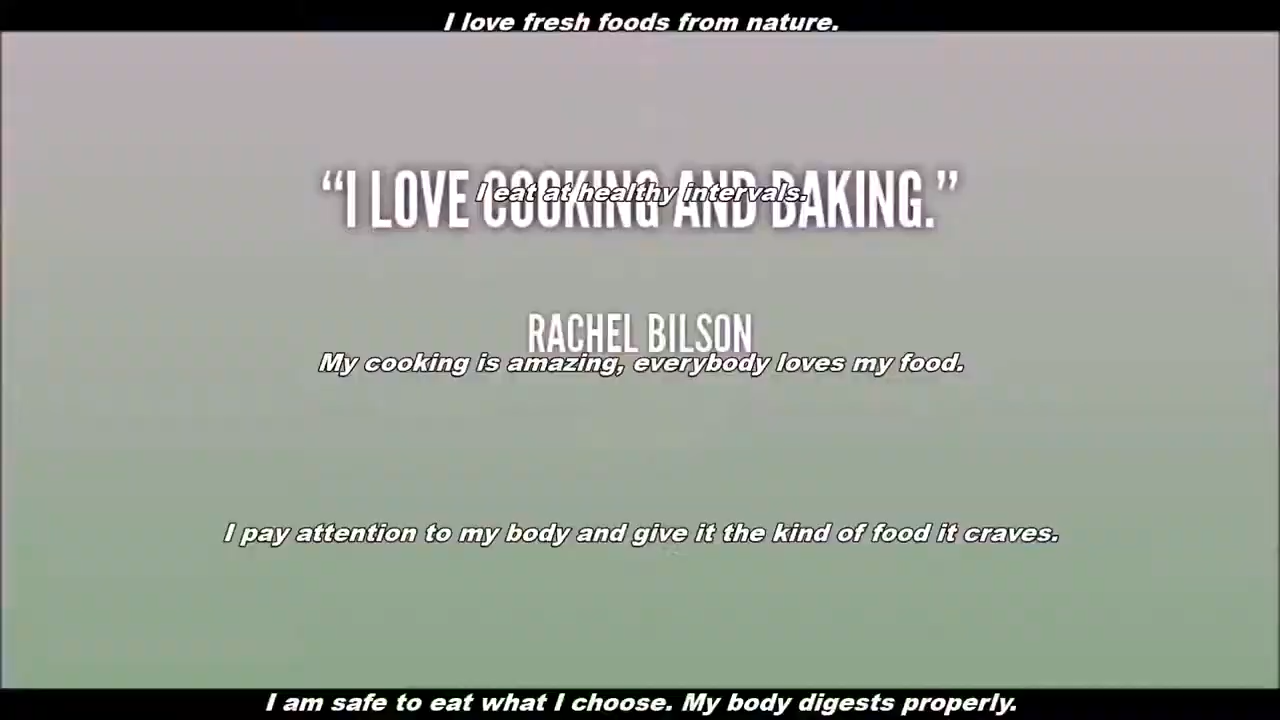 I love fresh foods from nature.
“I LOVE COOKING AND BAKING.”
I eat at healthy intervals.
RACHEL BILSON
My cooking is amazing, everybody loves my food.
I pay attention to my body and give it the kind of food it craves.
I am safe to eat what I choose. My body digests properly.